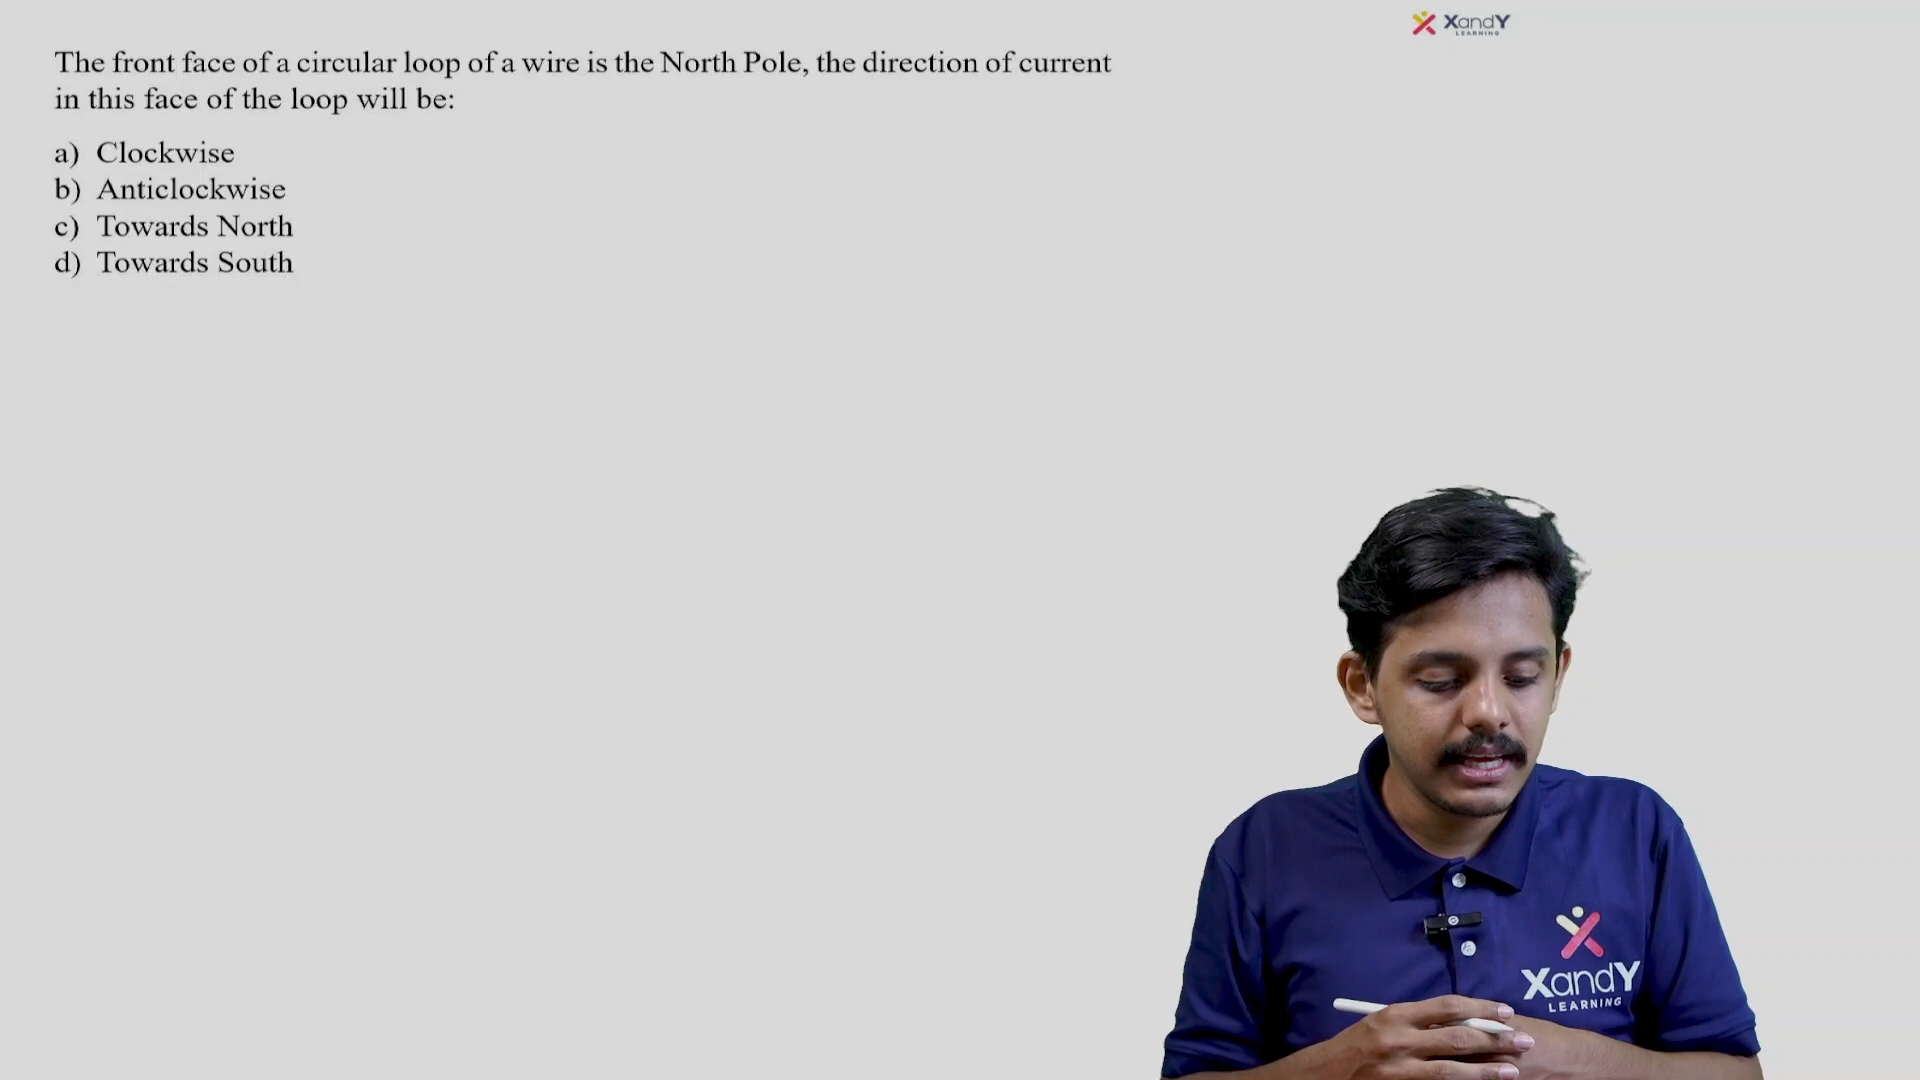 XandY
LEARNING
The front face of a circular loop of a wire is the North Pole, the direction of current
in this face of the loop will be:
a) Clockwise
b) Anticlockwise
c) Towards North
d) Towards South
XandY
LEARNING